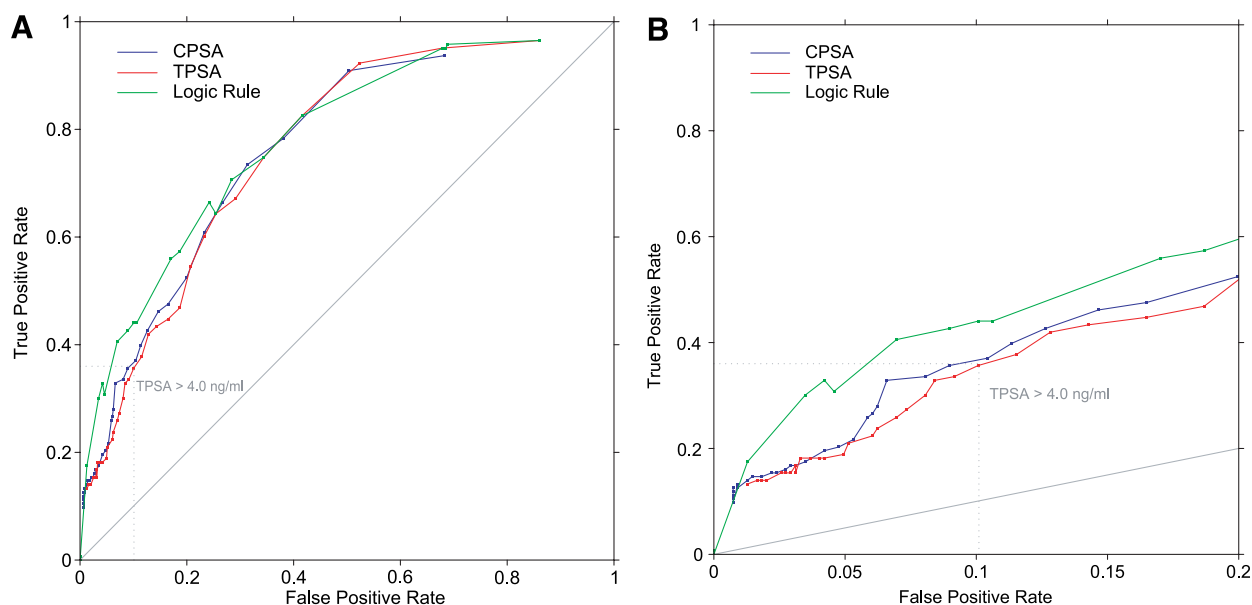 A
1
0.8
0.6
0.4
0.2
0
True Positive Rate
CPSA
TPSA
Logic Rule
TPSA > 4.0 ng/ml
0 0.2 0.4 0.6 0.8 1
False Positive Rate
B
1
0.8
0.6
0.4
0.2
0
True Positive Rate
CPSA
TPSA
Logic Rule
TPSA > 4.0 ng/ml
0 0.05 0.1 0.15 0.2
False Positive Rate